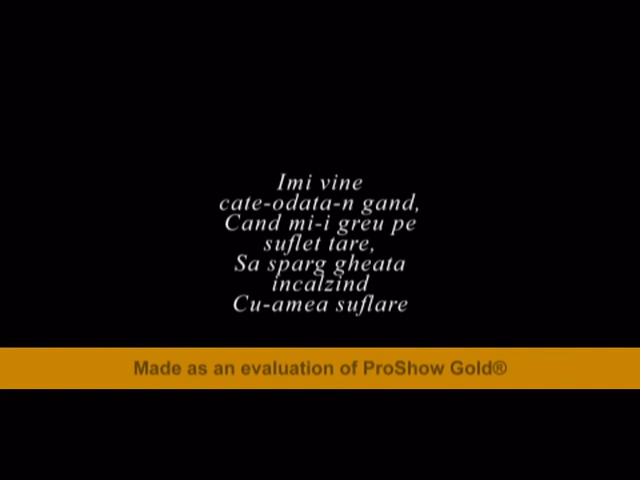 Imi vine
cate-odata-n gand,
Cand mi-i greu pe
suflet tare,
Sa sparg gheata
incalzind
Cu-amea suflare
Made as an evaluation of ProShow Gold®